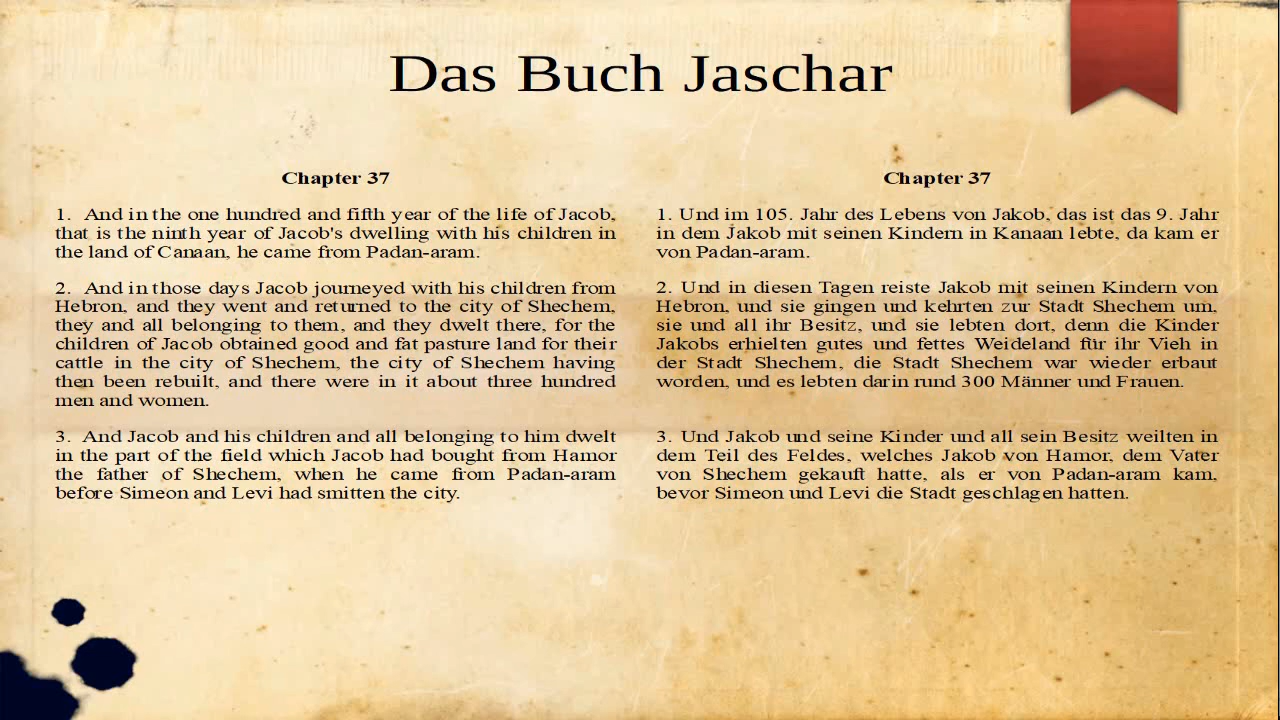 Das Buch Jaschar
Chapter 37
1. And in the one hundred and fifth year of the life of Jacob,
that is the ninth year of Jacob's dwelling with his children in
the land of Canaan, he came from Padan-aram.
2. And in those days Jacob journeyed with his children from
Hebron, and they went and returned to the city of Shechem,
they and all belonging to them, and they dwelt there, for the
children of Jacob obtained good and fat pasture land for their
cattle in the city of Shechem, the city of Shechem having
then been rebuilt, and there were in it about three hundred
men and women.
3. And Jacob and his children and all belonging to him dwelt
in the part of the field which Jacob had bought from Hamor
the father of Shechem, when he came from Padan-aram
before Simeon and Levi had smitten the city.
Chapter 37
1. Und im 105. Jahr des Lebens von Jakob, das ist das 9. Jahr
in dem Jakob mit seinen Kindern in Kanaan lebte, da kam er
von Padan-aram.
2. Und in diesen Tagen reiste Jakob mit seinen Kindern von
Hebron, und sie gingen und kehrten zur Stadt Shechem um,
sie und all ihr Besitz, und sie lebten dort, denn die Kinder
Jakobs erhielten gutes und fettes Weideland für ihr Vieh in
der Stadt Shechem, die Stadt Shechem war wieder erbaut
worden, und es lebten darin rund 300 Männer und Frauen.
3. Und Jakob und seine Kinder und all sein Besitz weilten in
dem Teil des Feldes, welches Jakob von Hamor, dem Vater
von Shechem gekauft hatte, als er von Padan-aram kam,
bevor Simeon und Levi die Stadt geschlagen hatten.